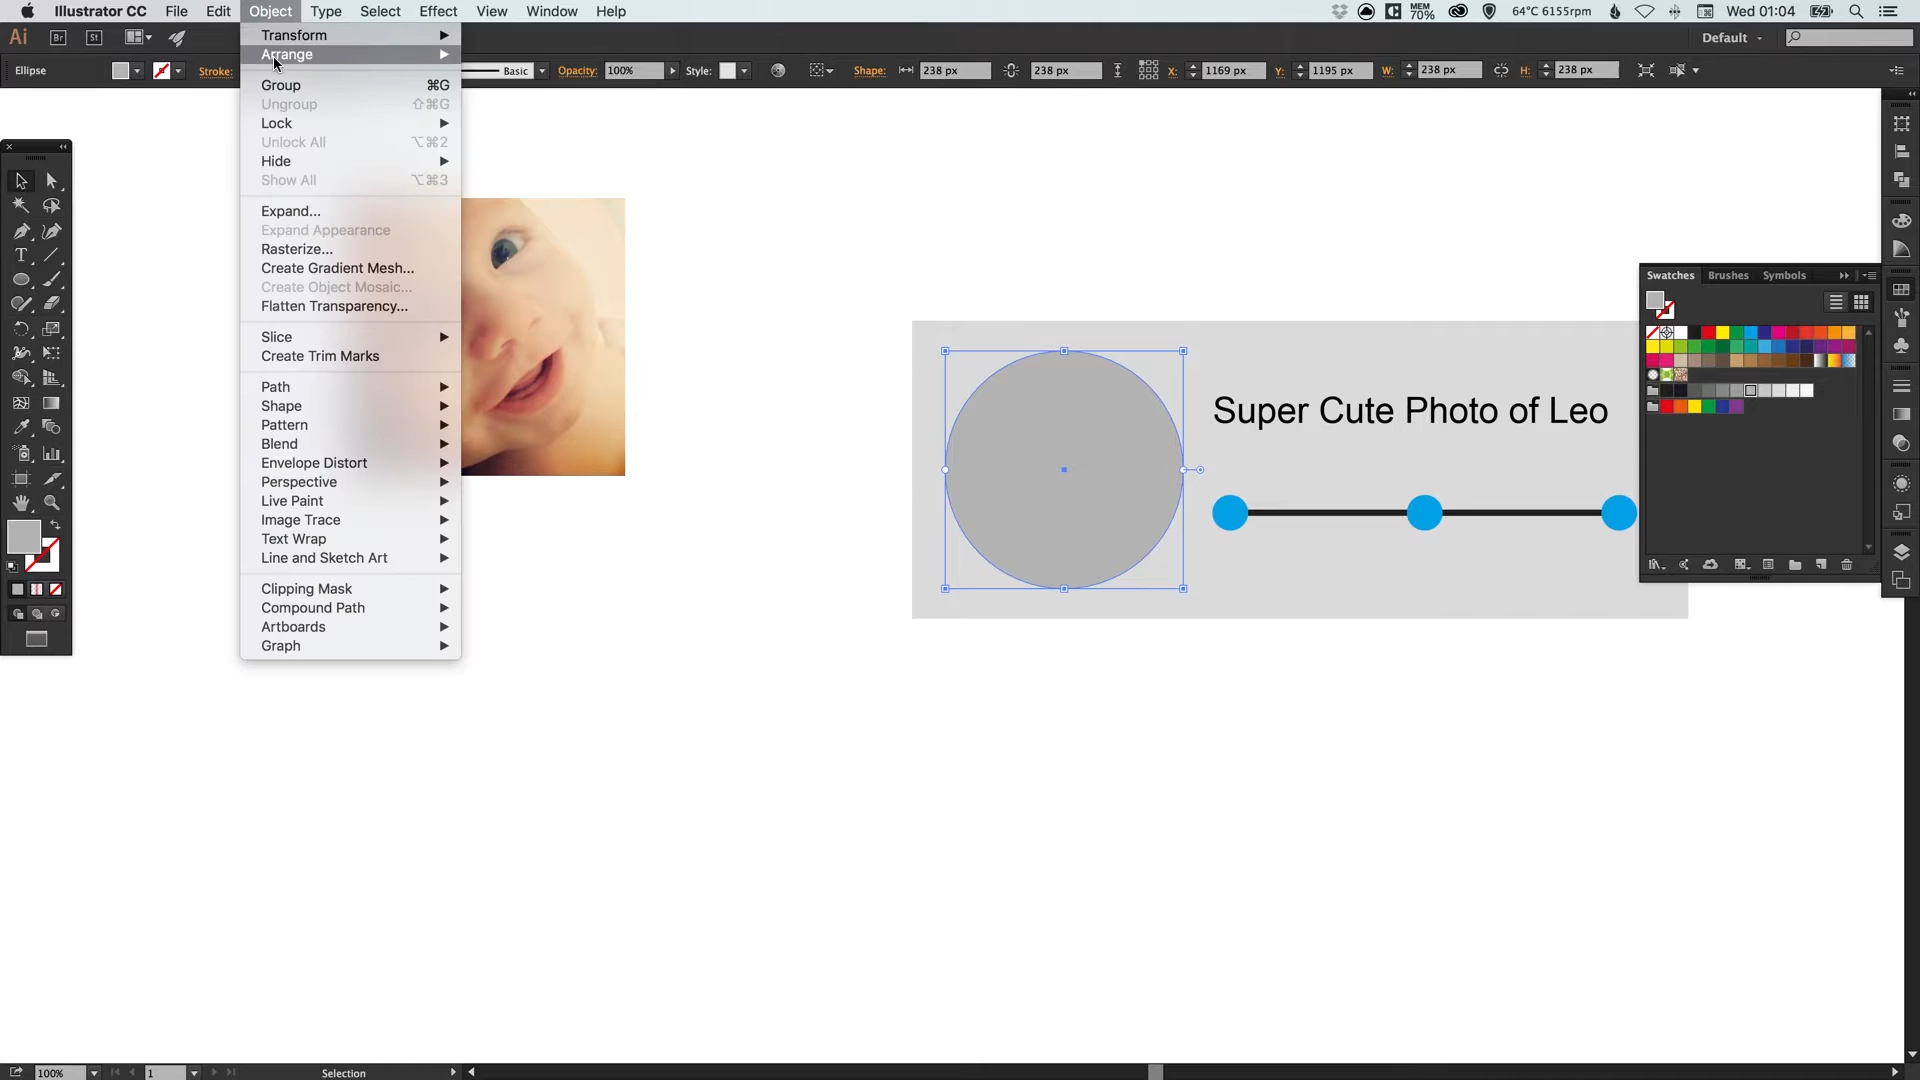 Illustrator CC File Edit Object Type Select Effect View Window Help MEM 70% 64°C 6155rpm Wed 01:04
Ai Br St Default
Ellipse Stroke: Basic Opacity: 100% Style: Shape: 238 px 238 px X: 1169 px Y: 1195 px W: 238 px H: 238 px
Transform
Arrange
Group ⌘G
Ungroup ⇧⌘G
Lock
Unlock All ⌥⌘2
Hide
Show All ⌥⌘3
Expand...
Expand Appearance
Rasterize...
Create Gradient Mesh...
Create Object Mosaic...
Flatten Transparency...
Slice
Create Trim Marks
Path
Shape
Pattern
Blend
Envelope Distort
Perspective
Live Paint
Image Trace
Text Wrap
Line and Sketch Art
Clipping Mask
Compound Path
Artboards
Graph
Super Cute Photo of Leo
Swatches Brushes Symbols
100% 1 Selection